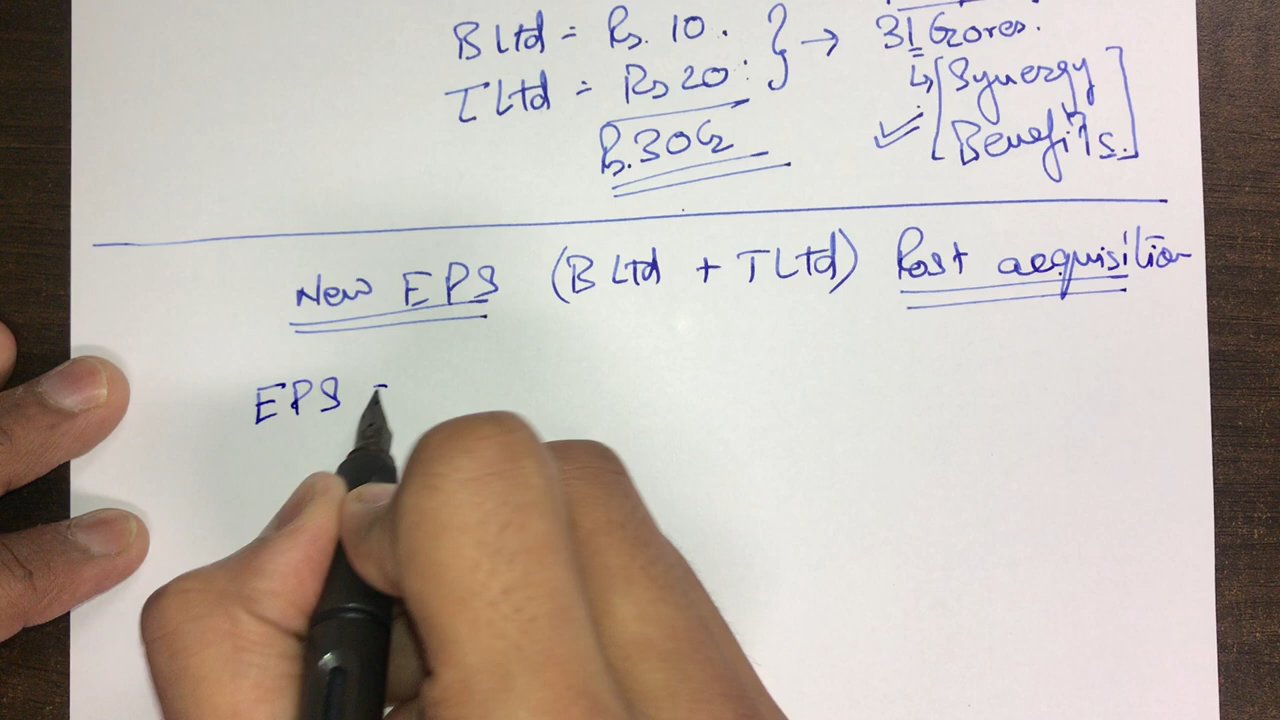 B Ltd = Rs. 10. } → 31 Crores.
T Ltd = Rs 20. ↳ [Synergy
Rs. 30 Cr ✓ Benefits.]
New EPS (B Ltd + T Ltd) Post acquisition
EPS =